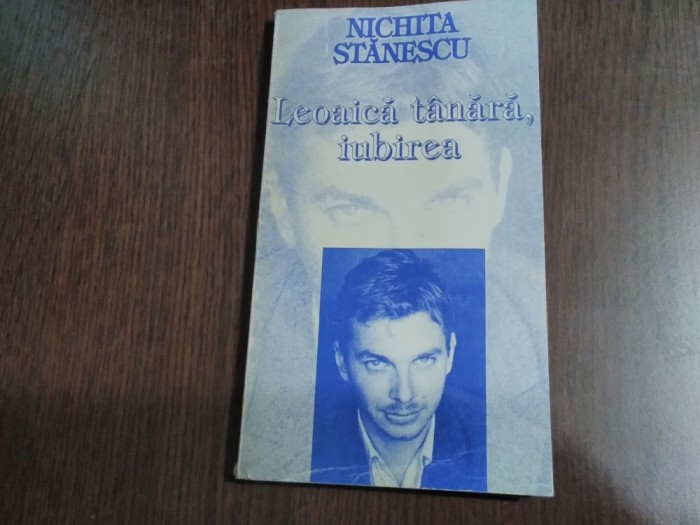 NICHITA
STĂNESCU
Leoaică tânără,
iubirea